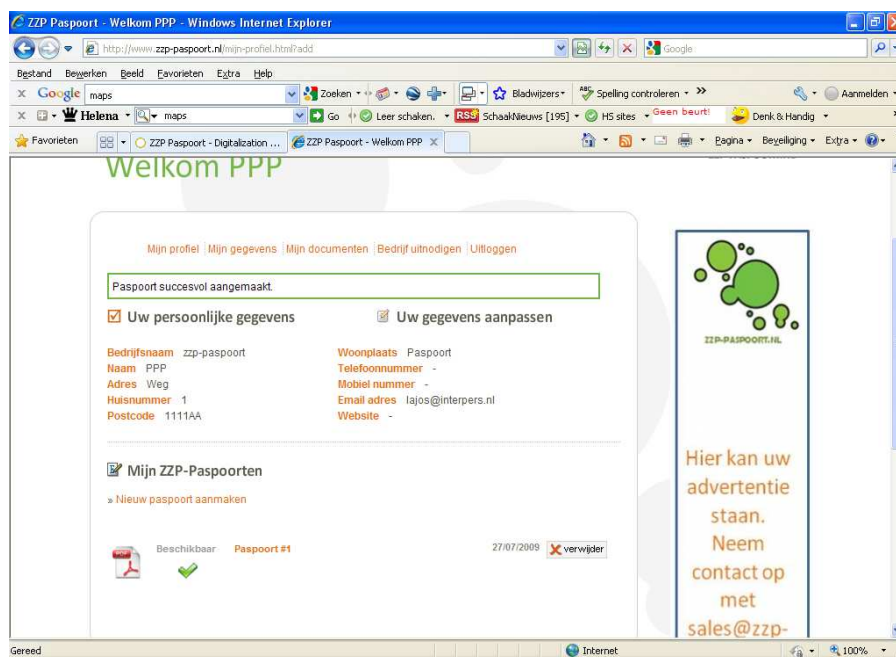 ZZP Paspoort - Welkom PPP - Windows Internet Explorer
http://www.zzp-paspoort.nl/mijn-profiel.html?add
Google
Bestand Bewerken Beeld Favorieten Extra Help
x Google maps Zoeken Bladwijzers Spelling controleren » Aanmelden
x Helena maps Go Leer schaken. RSS SchaakNieuws [195] HS sites Geen beurt! Denk & Handig
Favorieten ZZP Paspoort - Digitalization ... ZZP Paspoort - Welkom PPP x Pagina Beveiliging Extra
Welkom PPP
Mijn profiel Mijn gegevens Mijn documenten Bedrijf uitnodigen Uitloggen
Paspoort succesvol aangemaakt.
Uw persoonlijke gegevens
Bedrijfsnaam zzp-paspoort
Naam PPP
Adres Weg
Huisnummer 1
Postcode 1111AA
Uw gegevens aanpassen
Woonplaats Paspoort
Telefoonnummer -
Mobiel nummer -
Email adres lajos@interpers.nl
Website -
Mijn ZZP-Paspoorten
» Nieuw paspoort aanmaken
Beschikbaar Paspoort #1 27/07/2009 verwijder
ZZP-PASPOORT.NL
Hier kan uw
advertentie
staan.
Neem
contact op
met
sales@zzp-
Gereed Internet 100%